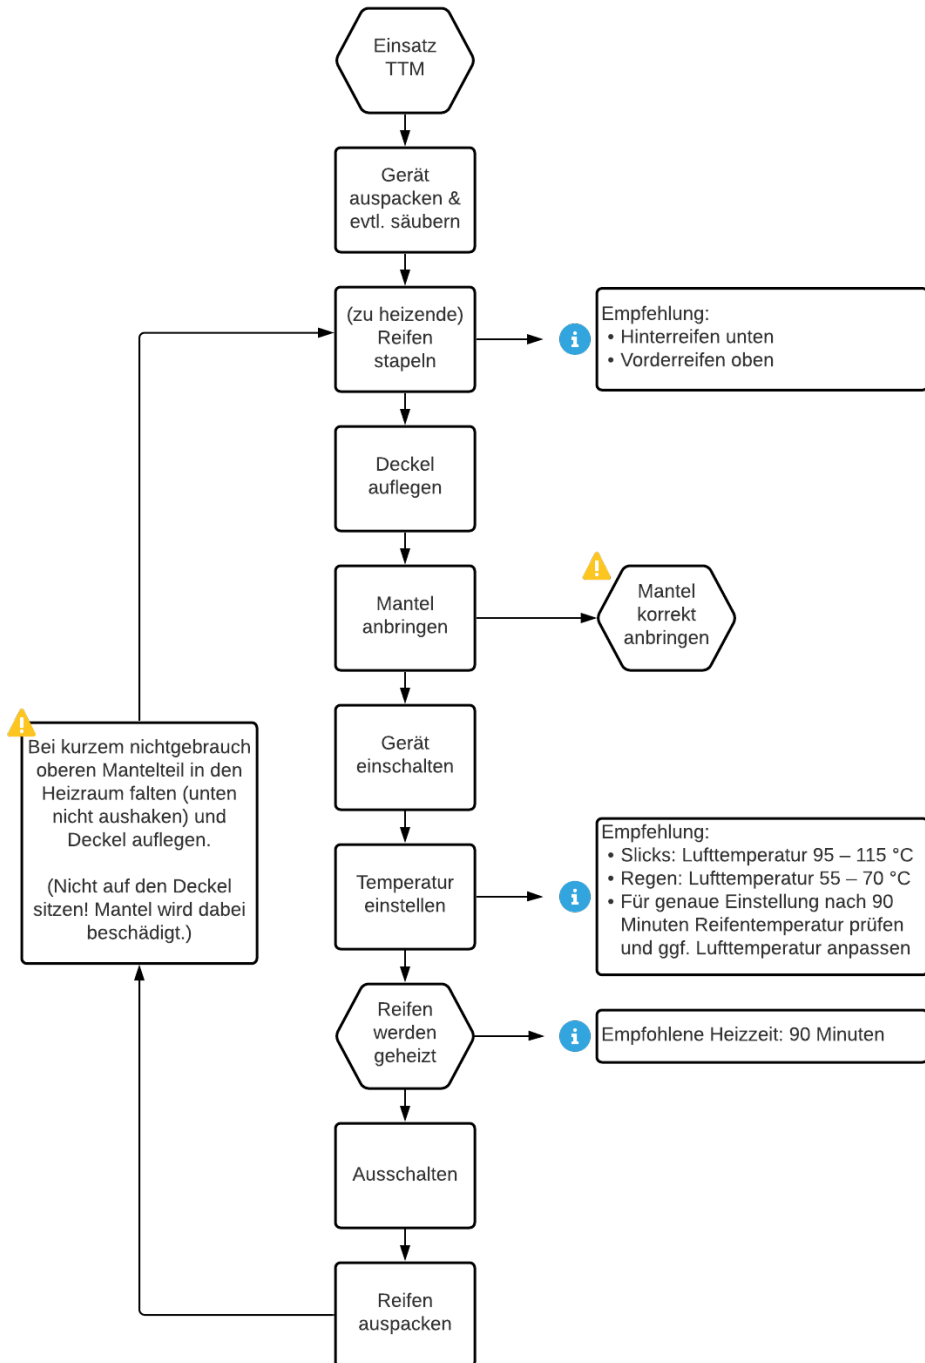 Einsatz
TTM
Gerät
auspacken &
evtl. säubern
(zu heizende)
Reifen
stapeln
Empfehlung:
• Hinterreifen unten
• Vorderreifen oben
Deckel
auflegen
Mantel
anbringen
Mantel
korrekt
anbringen
Gerät
einschalten
Bei kurzem nichtgebrauch
oberen Mantelteil in den
Heizraum falten (unten
nicht aushaken) und
Deckel auflegen.
(Nicht auf den Deckel
sitzen! Mantel wird dabei
beschädigt.)
Temperatur
einstellen
Empfehlung:
• Slicks: Lufttemperatur 95 – 115 °C
• Regen: Lufttemperatur 55 – 70 °C
• Für genaue Einstellung nach 90
Minuten Reifentemperatur prüfen
und ggf. Lufttemperatur anpassen
Reifen
werden
geheizt
Empfohlene Heizzeit: 90 Minuten
Ausschalten
Reifen
auspacken